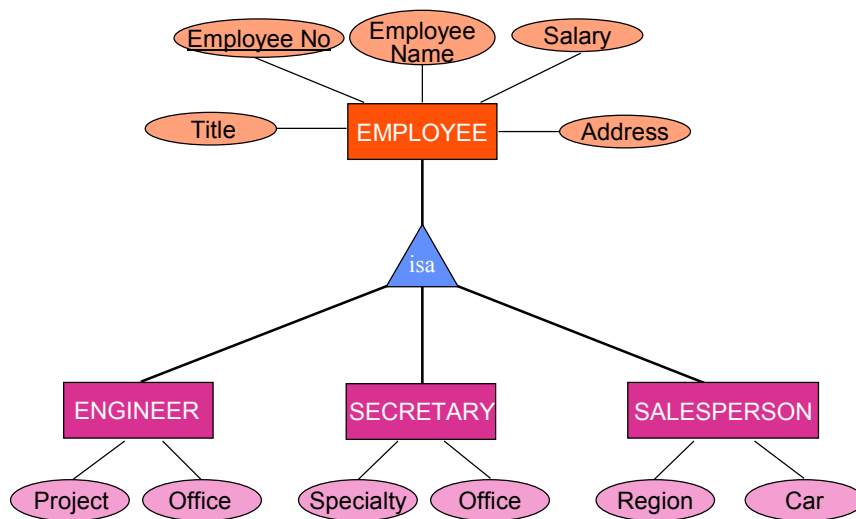 Employee No
Employee
Name
Salary
Title
EMPLOYEE
Address
isa
ENGINEER
SECRETARY
SALESPERSON
Project
Office
Specialty
Office
Region
Car